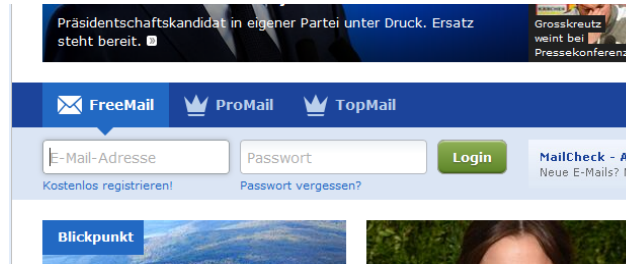 Präsidentschaftskandidat in eigener Partei unter Druck. Ersatz
steht bereit.
KÄRCHER
Grosskreutz
weint bei
Pressekonferenz
FreeMail
ProMail
TopMail
E-Mail-Adresse
Passwort
Login
MailCheck -
Neue E-Mails?
Kostenlos registrieren!
Passwort vergessen?
Blickpunkt